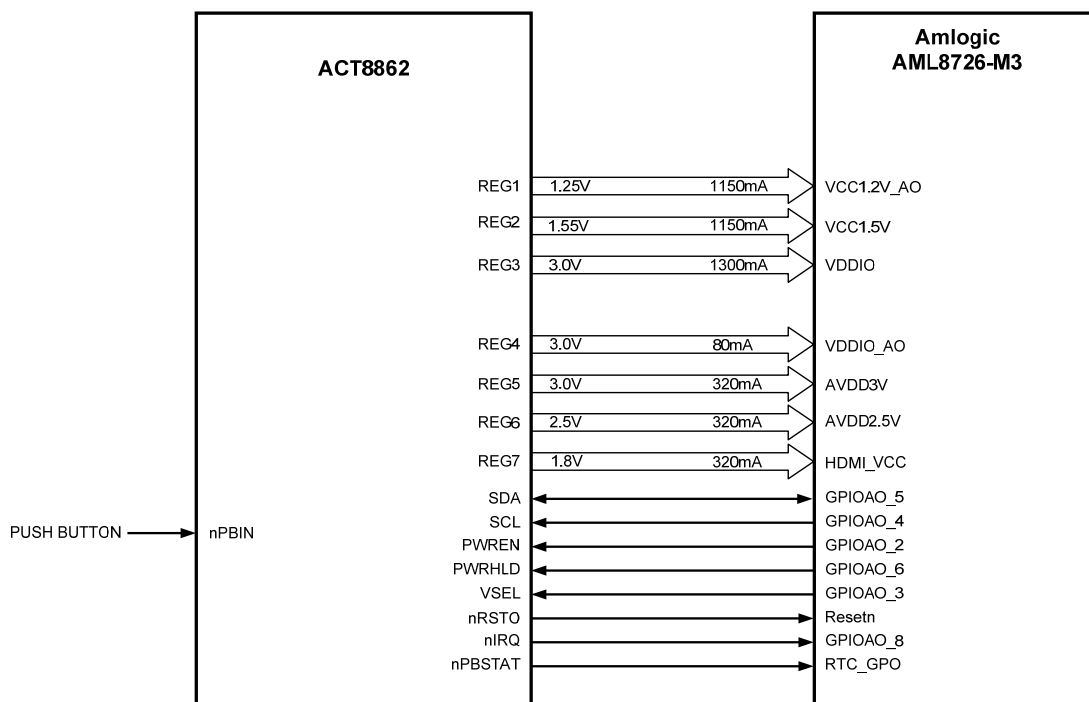 ACT8862
Amlogic
AML8726-M3
REG1 1.25V 1150mA VCC1.2V_AO
REG2 1.55V 1150mA VCC1.5V
REG3 3.0V 1300mA VDDIO
REG4 3.0V 80mA VDDIO_AO
REG5 3.0V 320mA AVDD3V
REG6 2.5V 320mA AVDD2.5V
REG7 1.8V 320mA HDMI_VCC
SDA GPIOAO_5
SCL GPIOAO_4
PUSH BUTTON nPBIN
PWREN GPIOAO_2
PWRHLD GPIOAO_6
VSEL GPIOAO_3
nRSTO Resetn
nIRQ GPIOAO_8
nPBSTAT RTC_GPO